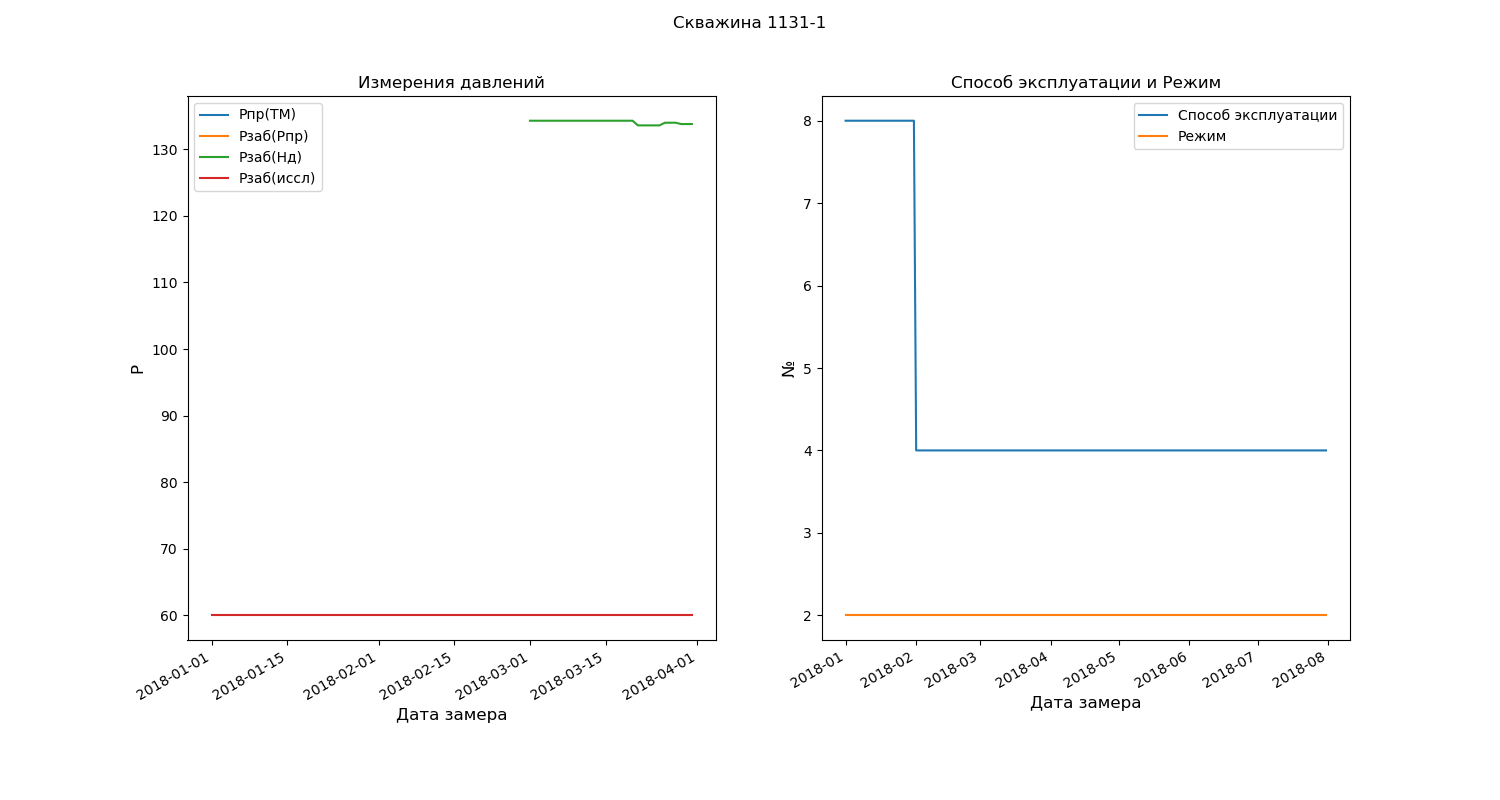 Скважина 1131-1
Измерения давлений
Рпр(ТМ)
Рзаб(Рпр)
Рзаб(Нд)
Рзаб(иссл)
130
120
110
100
90
80
70
60
P
2018-01-01
2018-01-15
2018-02-01
2018-02-15
2018-03-01
2018-03-15
2018-04-01
Дата замера
Способ эксплуатации и Режим
Способ эксплуатации
Режим
8
7
6
5
4
3
2
№
2018-01
2018-02
2018-03
2018-04
2018-05
2018-06
2018-07
2018-08
Дата замера